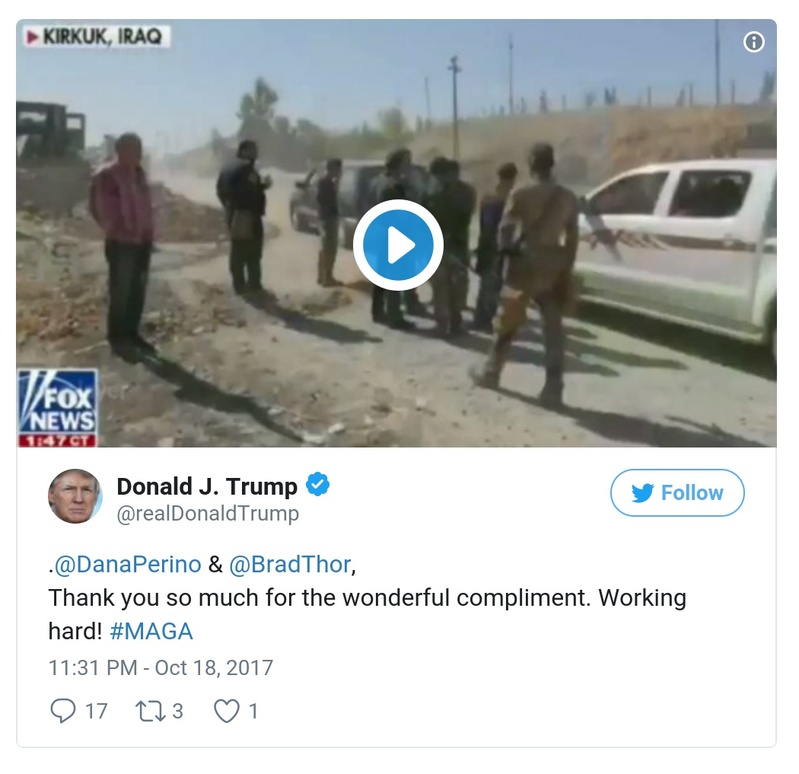 KIRKUK, IRAQ
FOX
NEWS
1:47 CT
Donald J. Trump
@realDonaldTrump
Follow
.@DanaPerino & @BradThor,
Thank you so much for the wonderful compliment. Working
hard! #MAGA
11:31 PM - Oct 18, 2017
17 3 1